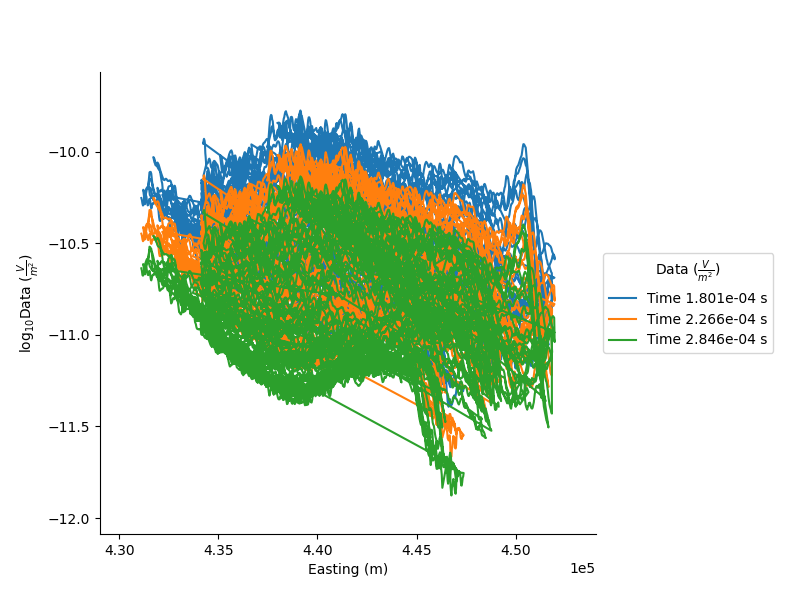 −10.0
−10.5
−11.0
−11.5
−12.0
log₁₀Data (V/m²)
4.30
4.35
4.40
4.45
4.50
1e5
Easting (m)
Data (V/m²)
Time 1.801e-04 s
Time 2.266e-04 s
Time 2.846e-04 s